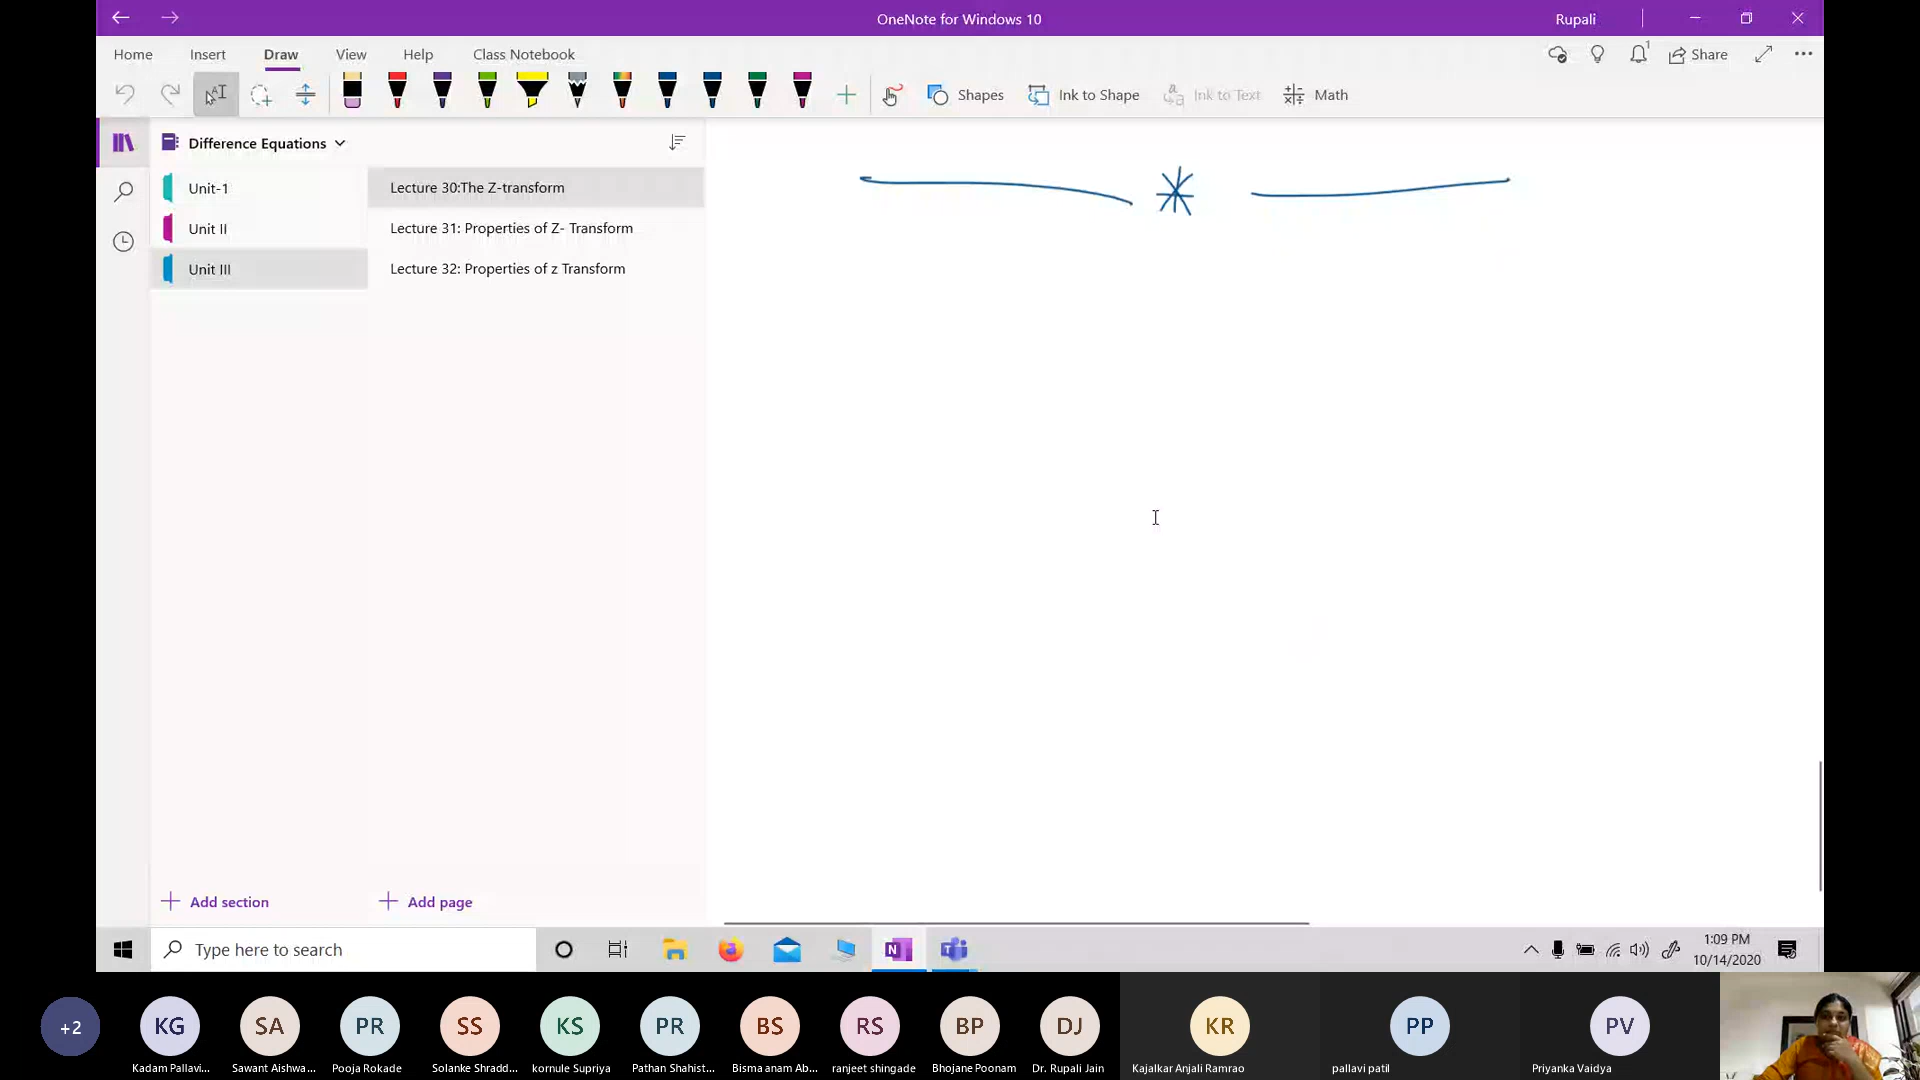 OneNote for Windows 10
Rupali
Home Insert Draw View Help Class Notebook
1
Share
Shapes Ink to Shape Ink to Text Math
Difference Equations
Unit-1
Unit II
Unit III
Lecture 30:The Z-transform
Lecture 31: Properties of Z- Transform
Lecture 32: Properties of z Transform
Add section
Add page
Type here to search
1:09 PM
10/14/2020
+2 KG SA PR SS KS PR BS RS BP DJ KR PP PV
Kadam Pallavi... Sawant Aishwa... Pooja Rokade Solanke Shradd... kornule Supriya Pathan Shahist... Bisma anam Ab... ranjeet shingade Bhojane Poonam Dr. Rupali Jain Kajalkar Anjali Ramrao pallavi patil Priyanka Vaidya